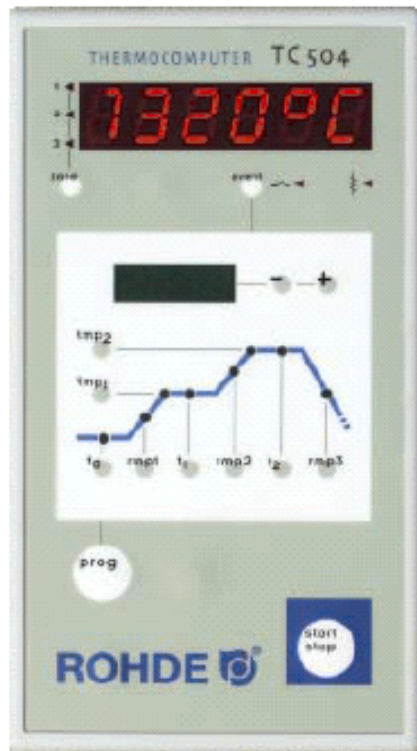 THERMOCOMPUTER TC 504
1
2
3
1320°C
zone
event
- +
tmp2
tmp1
t0 rmp1 t1 rmp2 t2 rmp3
prog
start
stop
ROHDE